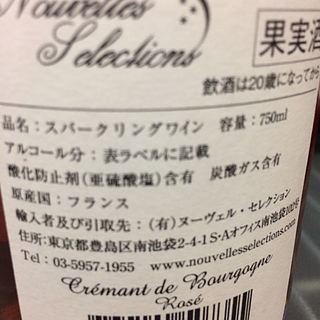 Nouvelles
Selections
果実酒
飲酒は20歳になってから
品名：スパークリングワイン 容量：750ml
アルコール分：表ラベルに記載
酸化防止剤(亜硫酸塩)含有 炭酸ガス含有
原産国：フランス
輸入者及び引取先：(有)ヌーヴェル・セレクション
住所：東京都豊島区南池袋2-4-1 S・Aオフィス南池袋102号
Tel：03-5957-1955 www.nouvellesselections.com
Crémant de Bourgogne
Rosé